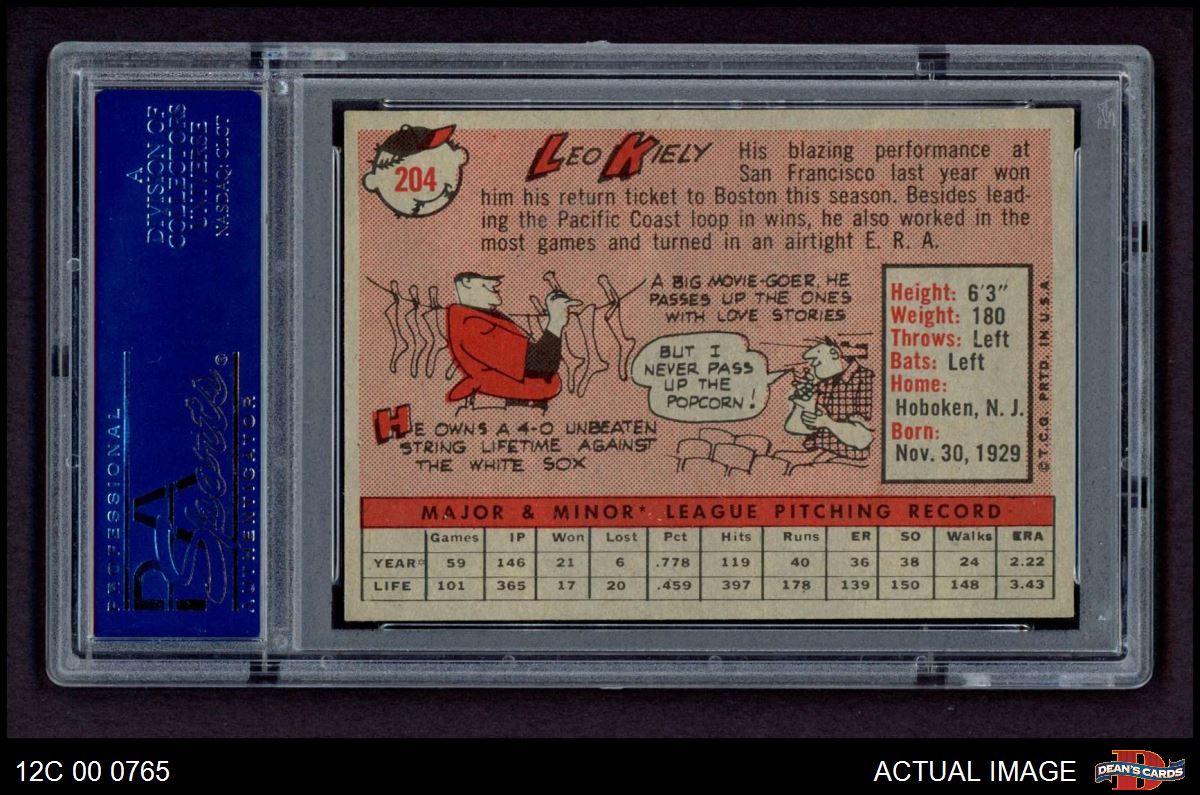 A
DIVISION OF
COLLECTORS
UNIVERSE
NASDAQ: CLCT
PROFESSIONAL
PSA
Sports®
AUTHENTICATOR
204
LEO KIELY
His blazing performance at
San Francisco last year won
him his return ticket to Boston this season. Besides lead-
ing the Pacific Coast loop in wins, he also worked in the
most games and turned in an airtight E. R. A.
A BIG MOVIE-GOER, HE
PASSES UP THE ONES
WITH LOVE STORIES
BUT I
NEVER PASS
UP THE
POPCORN!
HE OWNS A 4-0 UNBEATEN
STRING LIFETIME AGAINST
THE WHITE SOX
Height: 6'3"
Weight: 180
Throws: Left
Bats: Left
Home:
Hoboken, N. J.
Born:
Nov. 30, 1929
© T.C.G. PRTD. IN U.S.A.
MAJOR & MINOR* LEAGUE PITCHING RECORD
Games IP Won Lost Pct Hits Runs ER SO Walks ERA
YEAR* 59 146 21 6 .778 119 40 36 38 24 2.22
LIFE 101 365 17 20 .459 397 178 139 150 148 3.43
12C 00 0765
ACTUAL IMAGE
D
DEAN'S CARDS